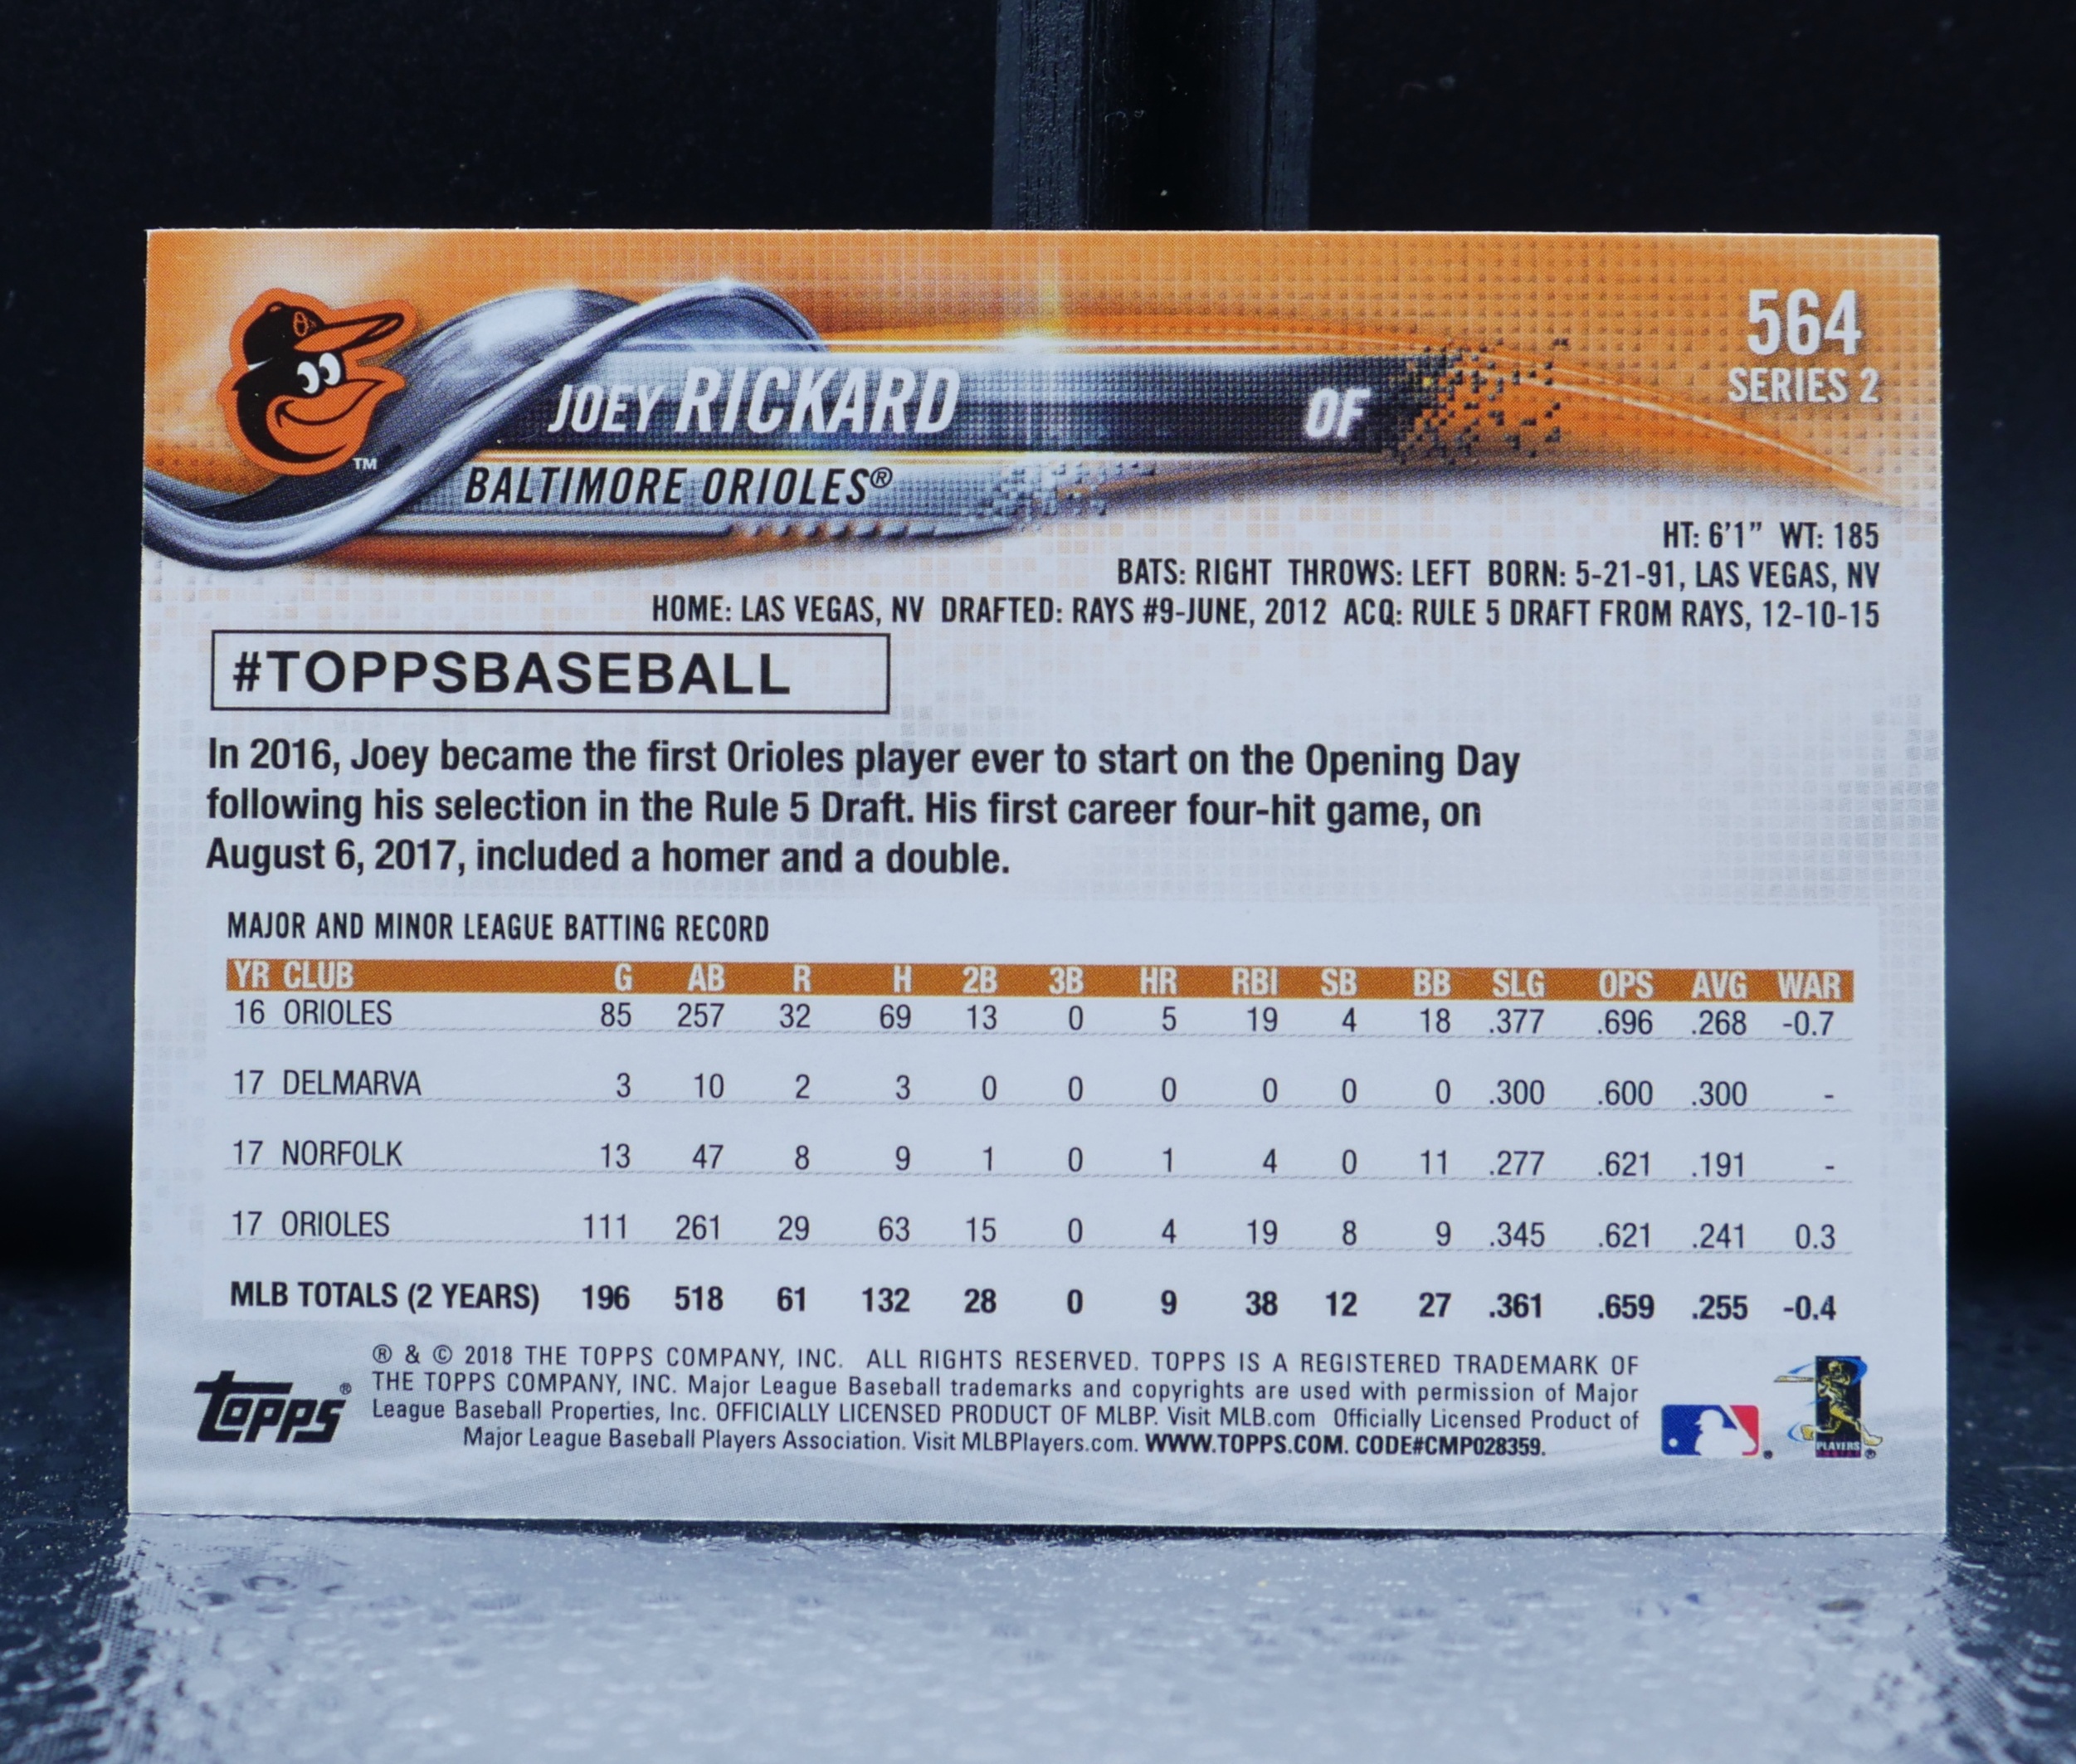 564
SERIES 2
JOEY RICKARD OF
BALTIMORE ORIOLES®
TM
HT: 6'1" WT: 185
BATS: RIGHT THROWS: LEFT BORN: 5-21-91, LAS VEGAS, NV
HOME: LAS VEGAS, NV DRAFTED: RAYS #9-JUNE, 2012 ACQ: RULE 5 DRAFT FROM RAYS, 12-10-15
#TOPPSBASEBALL
In 2016, Joey became the first Orioles player ever to start on the Opening Day
following his selection in the Rule 5 Draft. His first career four-hit game, on
August 6, 2017, included a homer and a double.
MAJOR AND MINOR LEAGUE BATTING RECORD
YR CLUB G AB R H 2B 3B HR RBI SB BB SLG OPS AVG WAR
16 ORIOLES 85 257 32 69 13 0 5 19 4 18 .377 .696 .268 -0.7
17 DELMARVA 3 10 2 3 0 0 0 0 0 0 .300 .600 .300 -
17 NORFOLK 13 47 8 9 1 0 1 4 0 11 .277 .621 .191 -
17 ORIOLES 111 261 29 63 15 0 4 19 8 9 .345 .621 .241 0.3
MLB TOTALS (2 YEARS) 196 518 61 132 28 0 9 38 12 27 .361 .659 .255 -0.4
® & © 2018 THE TOPPS COMPANY, INC. ALL RIGHTS RESERVED. TOPPS IS A REGISTERED TRADEMARK OF
THE TOPPS COMPANY, INC. Major League Baseball trademarks and copyrights are used with permission of Major
League Baseball Properties, Inc. OFFICIALLY LICENSED PRODUCT OF MLBP. Visit MLB.com Officially Licensed Product of
Major League Baseball Players Association. Visit MLBPlayers.com. WWW.TOPPS.COM. CODE#CMP028359.
topps®
PLAYERS